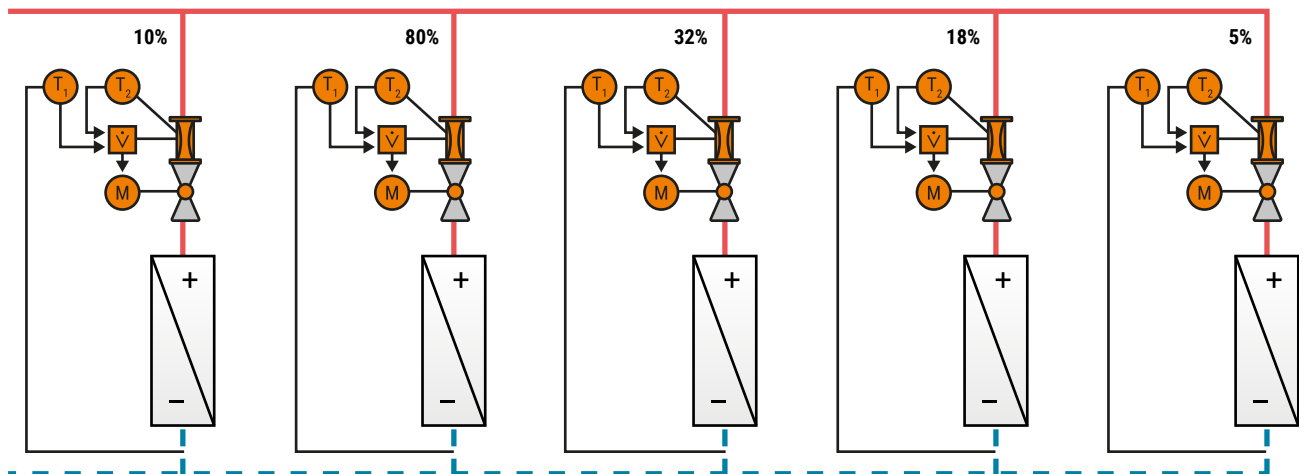 10% 80% 32% 18% 5%
T₁ T₂ T₁ T₂ T₁ T₂ T₁ T₂ T₁ T₂
V̇ V̇ V̇ V̇ V̇
M M M M M
+ + + + +
− − − − −